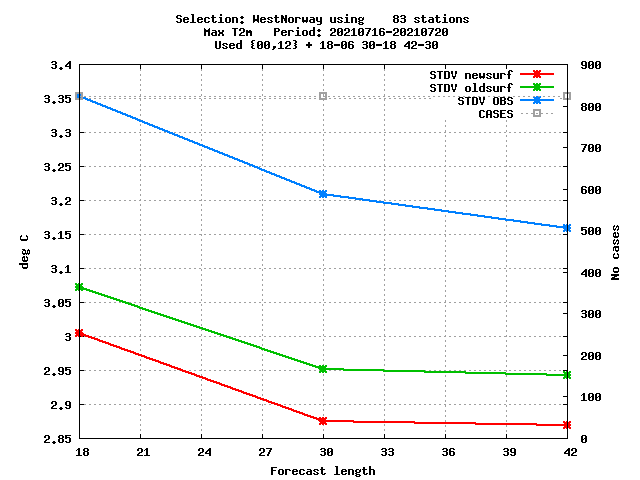 Selection: WestNorway using    83 stations
Max T2m   Period: 20210716-20210720
Used {00,12} + 18-06 30-18 42-30
3.4
3.35
3.3
3.25
3.2
3.15
3.1
3.05
3
2.95
2.9
2.85
deg C
STDV newsurf
STDV oldsurf
STDV OBS
CASES
900
800
700
600
500
400
300
200
100
0
No cases
18 21 24 27 30 33 36 39 42
Forecast length